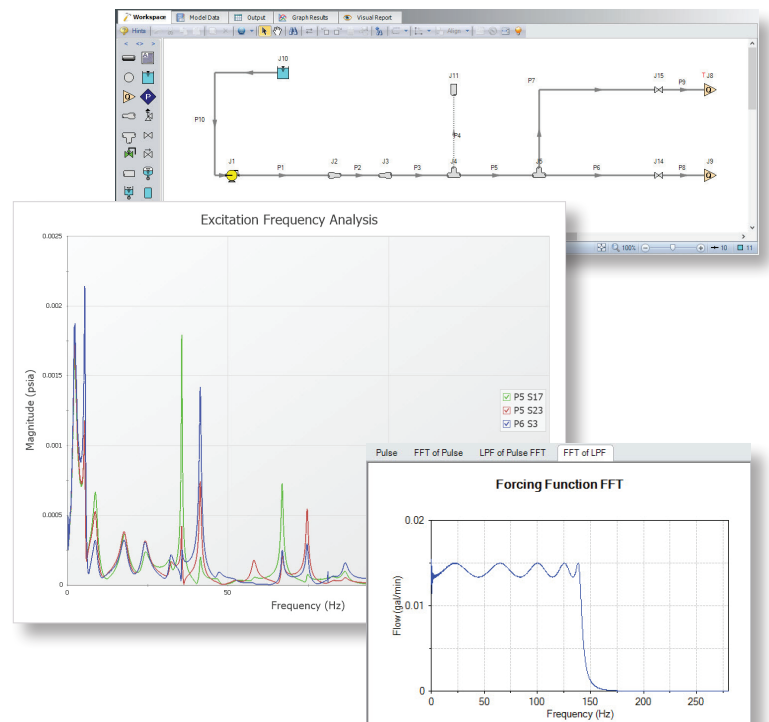 Workspace Model Data Output Graph Results Visual Report
Hints Align
J10
J11
P7 J15 P9 TJ8
P10
P4
J1 P1 J2 P2 J3 P3 J4 P5 J6 P6 J14 P8 J9
100% 10 11
Excitation Frequency Analysis
0.0025
0.002
0.0015
0.001
0.0005
0
Magnitude (psia)
P5 S17
P5 S23
P6 S3
0 50
Frequency (Hz)
Pulse FFT of Pulse LPF of Pulse FFT FFT of LPF
Forcing Function FFT
0.02
0.01
0
Flow (gal/min)
0 50 100 150 200 250
Frequency (Hz)